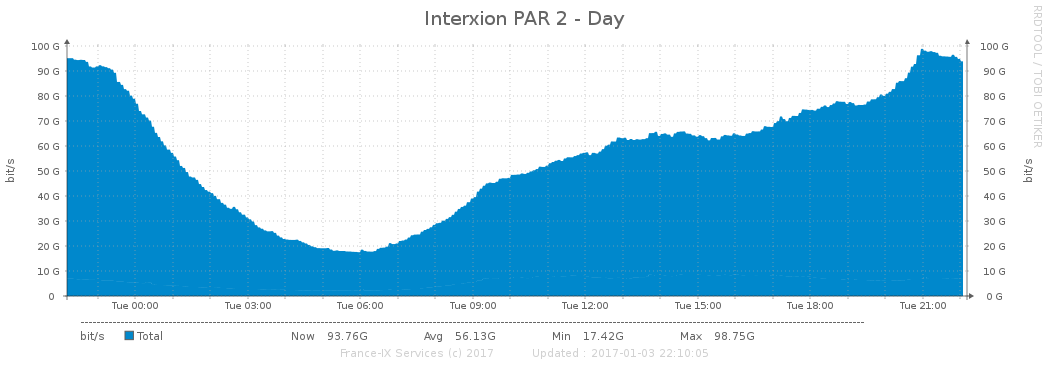 Interxion PAR 2 - Day
RRDTOOL / TOBI OETIKER
100 G 100 G
90 G 90 G
80 G 80 G
70 G 70 G
60 G 60 G
50 G 50 G
40 G 40 G
30 G 30 G
20 G 20 G
10 G 10 G
0 0 G
bit/s
bit/s
Tue 00:00 Tue 03:00 Tue 06:00 Tue 09:00 Tue 12:00 Tue 15:00 Tue 18:00 Tue 21:00
bit/s Total Now 93.76G Avg 56.13G Min 17.42G Max 98.75G
France-IX Services (c) 2017 Updated : 2017-01-03 22:10:05